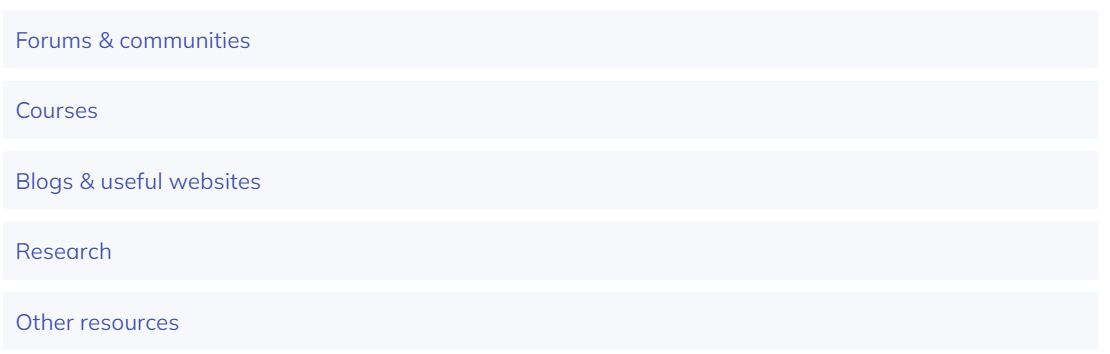 Forums & communities
Courses
Blogs & useful websites
Research
Other resources